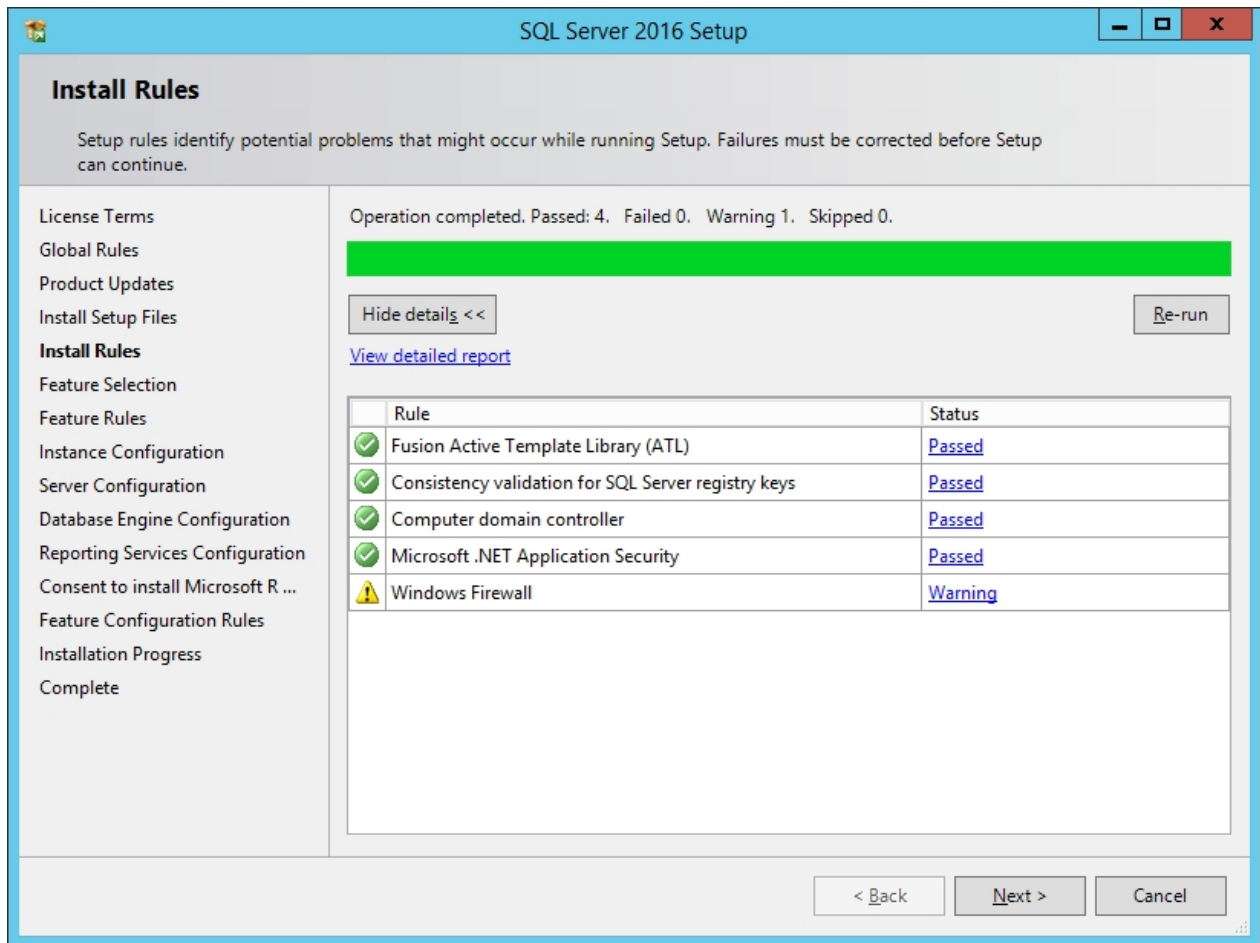 SQL Server 2016 Setup
Install Rules
Setup rules identify potential problems that might occur while running Setup. Failures must be corrected before Setup
can continue.
License Terms
Global Rules
Product Updates
Install Setup Files
Install Rules
Feature Selection
Feature Rules
Instance Configuration
Server Configuration
Database Engine Configuration
Reporting Services Configuration
Consent to install Microsoft R ...
Feature Configuration Rules
Installation Progress
Complete
Operation completed. Passed: 4. Failed 0. Warning 1. Skipped 0.
Hide details << Re-run
View detailed report
Rule Status
Fusion Active Template Library (ATL) Passed
Consistency validation for SQL Server registry keys Passed
Computer domain controller Passed
Microsoft .NET Application Security Passed
Windows Firewall Warning
< Back Next > Cancel